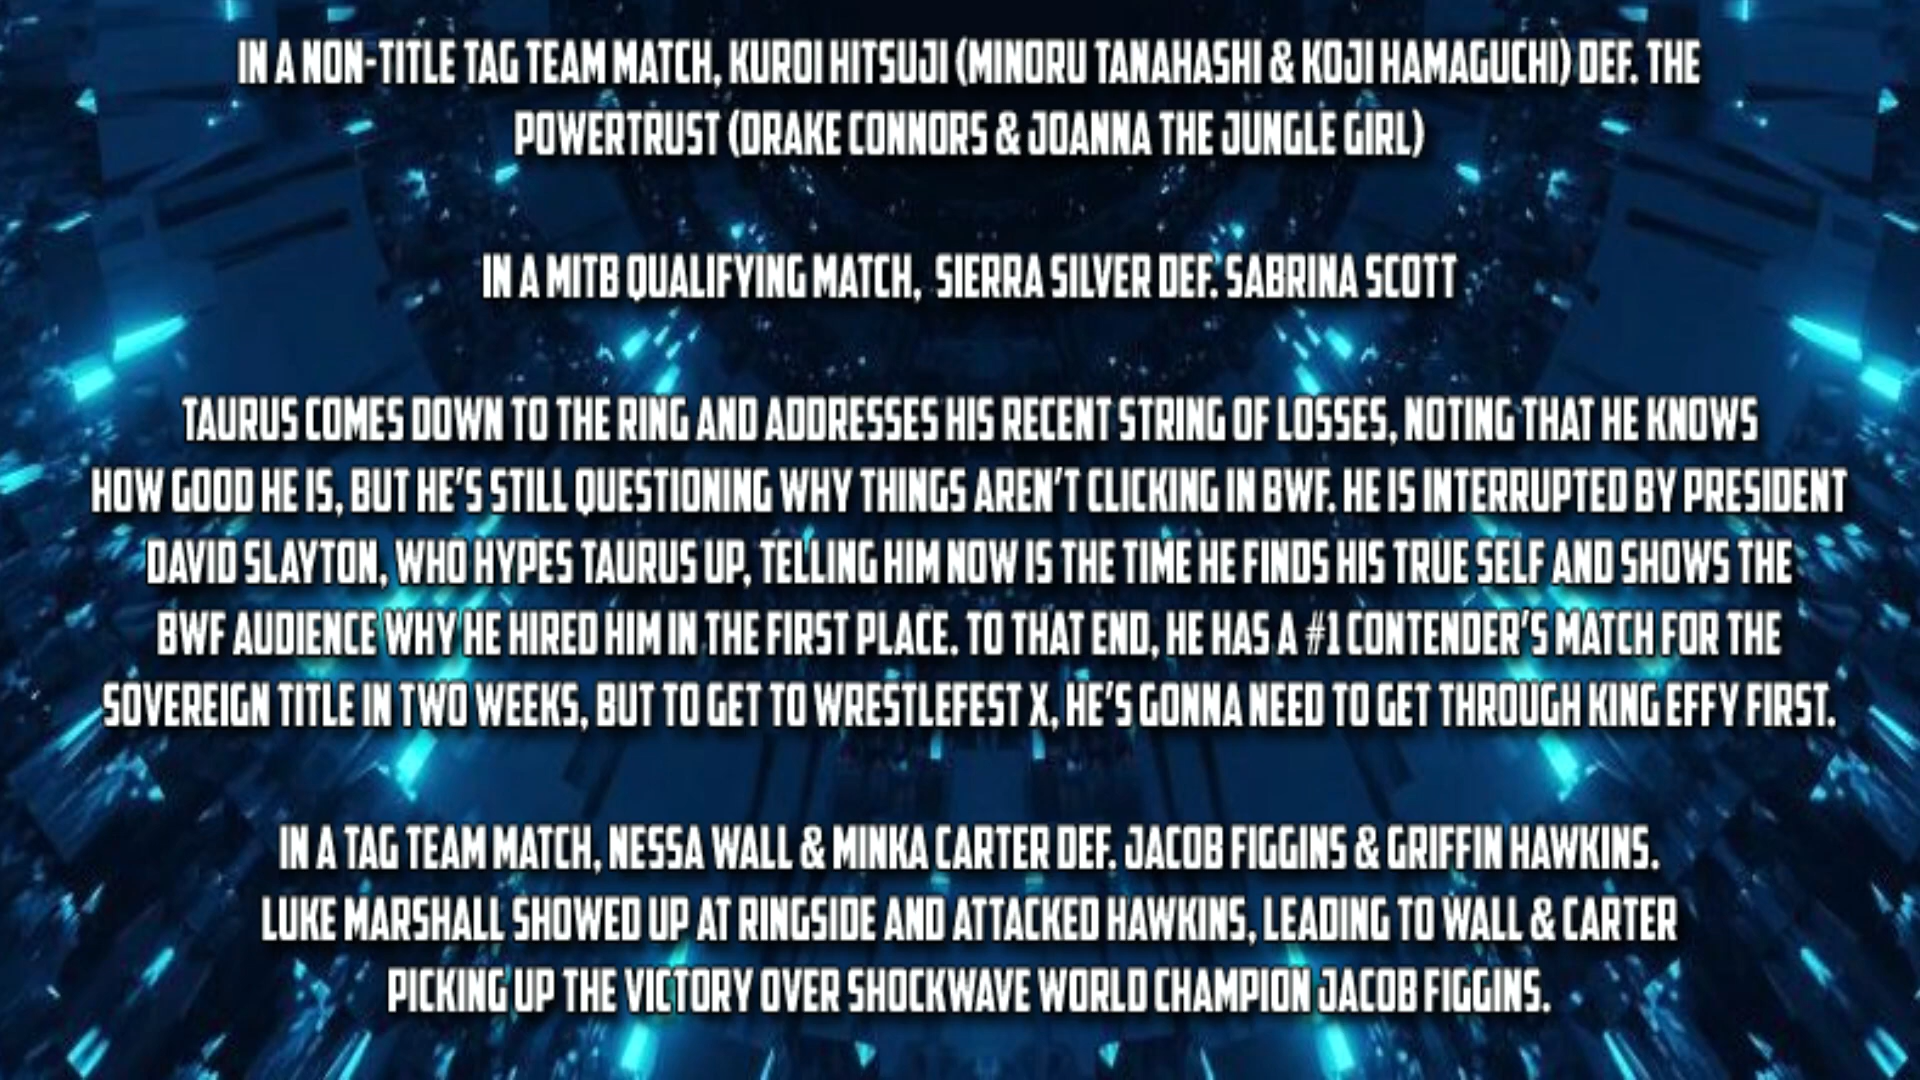 IN A NON-TITLE TAG TEAM MATCH, KUROI HITSUJI (MINORU TANAHASHI & KOJI HAMAGUCHI) DEF. THE
POWERTRUST (DRAKE CONNORS & JOANNA THE JUNGLE GIRL)
IN A MITB QUALIFYING MATCH, SIERRA SILVER DEF. SABRINA SCOTT
TAURUS COMES DOWN TO THE RING AND ADDRESSES HIS RECENT STRING OF LOSSES, NOTING THAT HE KNOWS
HOW GOOD HE IS, BUT HE'S STILL QUESTIONING WHY THINGS AREN'T CLICKING IN BWF. HE IS INTERRUPTED BY PRESIDENT
DAVID SLAYTON, WHO HYPES TAURUS UP, TELLING HIM NOW IS THE TIME HE FINDS HIS TRUE SELF AND SHOWS THE
BWF AUDIENCE WHY HE HIRED HIM IN THE FIRST PLACE. TO THAT END, HE HAS A #1 CONTENDER'S MATCH FOR THE
SOVEREIGN TITLE IN TWO WEEKS, BUT TO GET TO WRESTLEFEST X, HE'S GONNA NEED TO GET THROUGH KING EFFY FIRST.
IN A TAG TEAM MATCH, NESSA WALL & MINKA CARTER DEF. JACOB FIGGINS & GRIFFIN HAWKINS.
LUKE MARSHALL SHOWED UP AT RINGSIDE AND ATTACKED HAWKINS, LEADING TO WALL & CARTER
PICKING UP THE VICTORY OVER SHOCKWAVE WORLD CHAMPION JACOB FIGGINS.